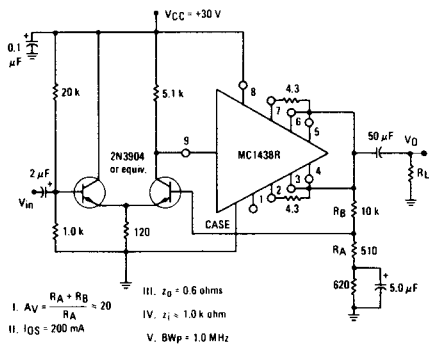 VCC = +30 V
0.1 μF
+
20 k
5.1 k
8
4.3
7
6
5
2N3904
or equiv.
9
MC1438R
50 μF
+
VO
RL
2 μF
+
Vin
4
3
2
1
4.3
CASE
RB
10 k
1.0 k
120
RA
510
620
+
5.0 μF
I. AV = RA + RB / RA ≈ 20
II. IOS = 200 mA
III. zo = 0.6 ohms
IV. zi ≈ 1.0 k ohm
V. BWP = 1.0 MHz